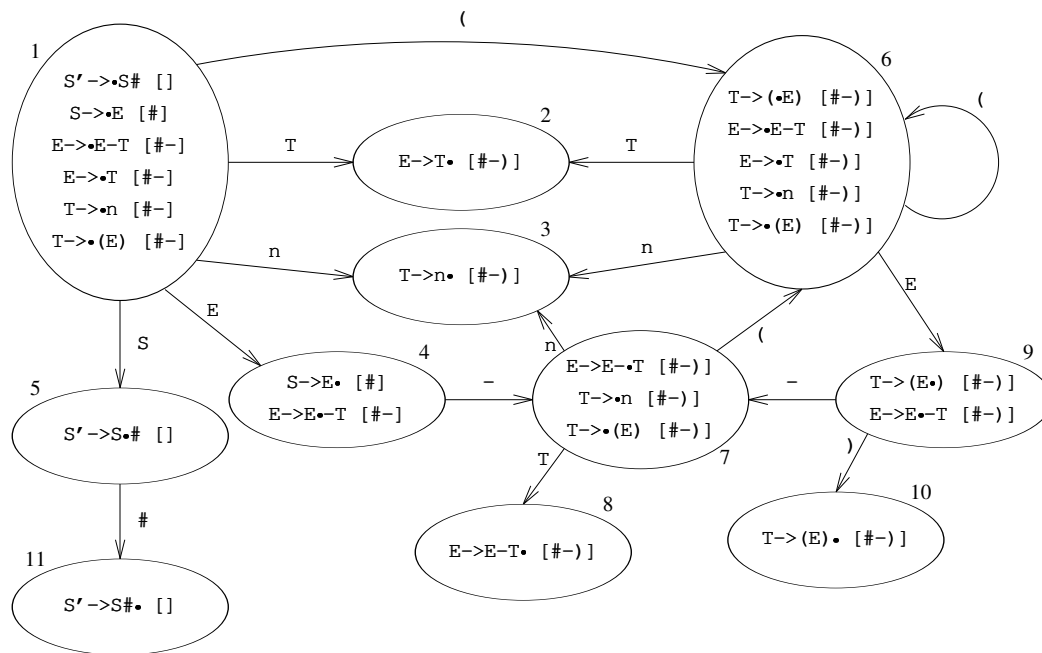 1
S'->•S# []
S->•E [#]
E->•E-T [#-]
E->•T [#-]
T->•n [#-]
T->•(E) [#-]
(
T
n
E
S
2
E->T• [#-)]
T
3
T->n• [#-)]
n
6
T->(•E) [#-)]
E->•E-T [#-)]
E->•T [#-)]
T->•n [#-)]
T->•(E) [#-)]
(
E
4
S->E• [#]
E->E•-T [#-]
-
n
(
7
E->E-•T [#-)]
T->•n [#-)]
T->•(E) [#-)]
T
-
9
T->(E•) [#-)]
E->E•-T [#-)]
)
5
S'->S•# []
#
8
E->E-T• [#-)]
10
T->(E)• [#-)]
11
S'->S#• []